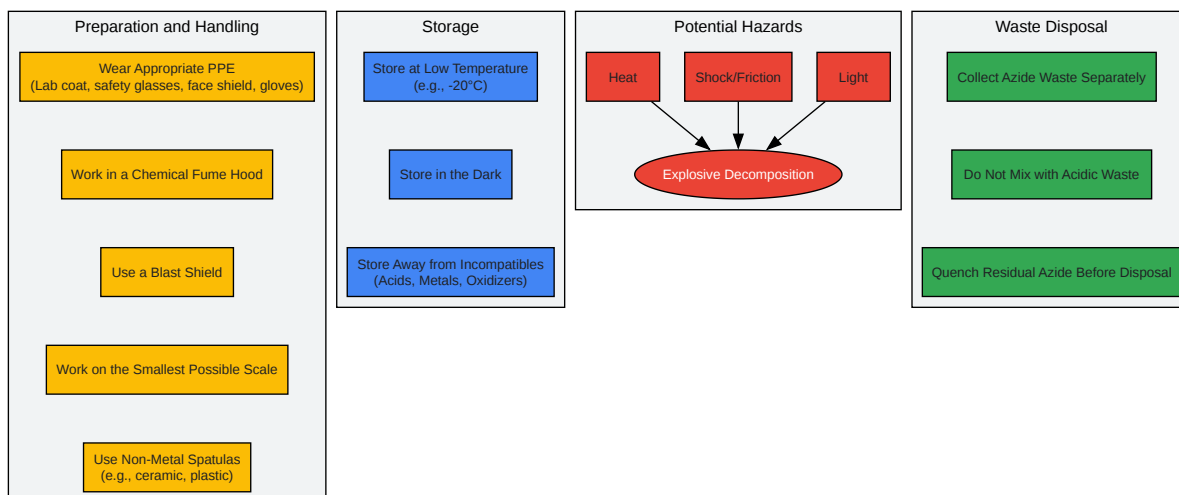 Preparation and Handling
Wear Appropriate PPE
(Lab coat, safety glasses, face shield, gloves)
Work in a Chemical Fume Hood
Use a Blast Shield
Work on the Smallest Possible Scale
Use Non-Metal Spatulas
(e.g., ceramic, plastic)
Storage
Store at Low Temperature
(e.g., -20°C)
Store in the Dark
Store Away from Incompatibles
(Acids, Metals, Oxidizers)
Potential Hazards
Heat
Shock/Friction
Light
Explosive Decomposition
Waste Disposal
Collect Azide Waste Separately
Do Not Mix with Acidic Waste
Quench Residual Azide Before Disposal